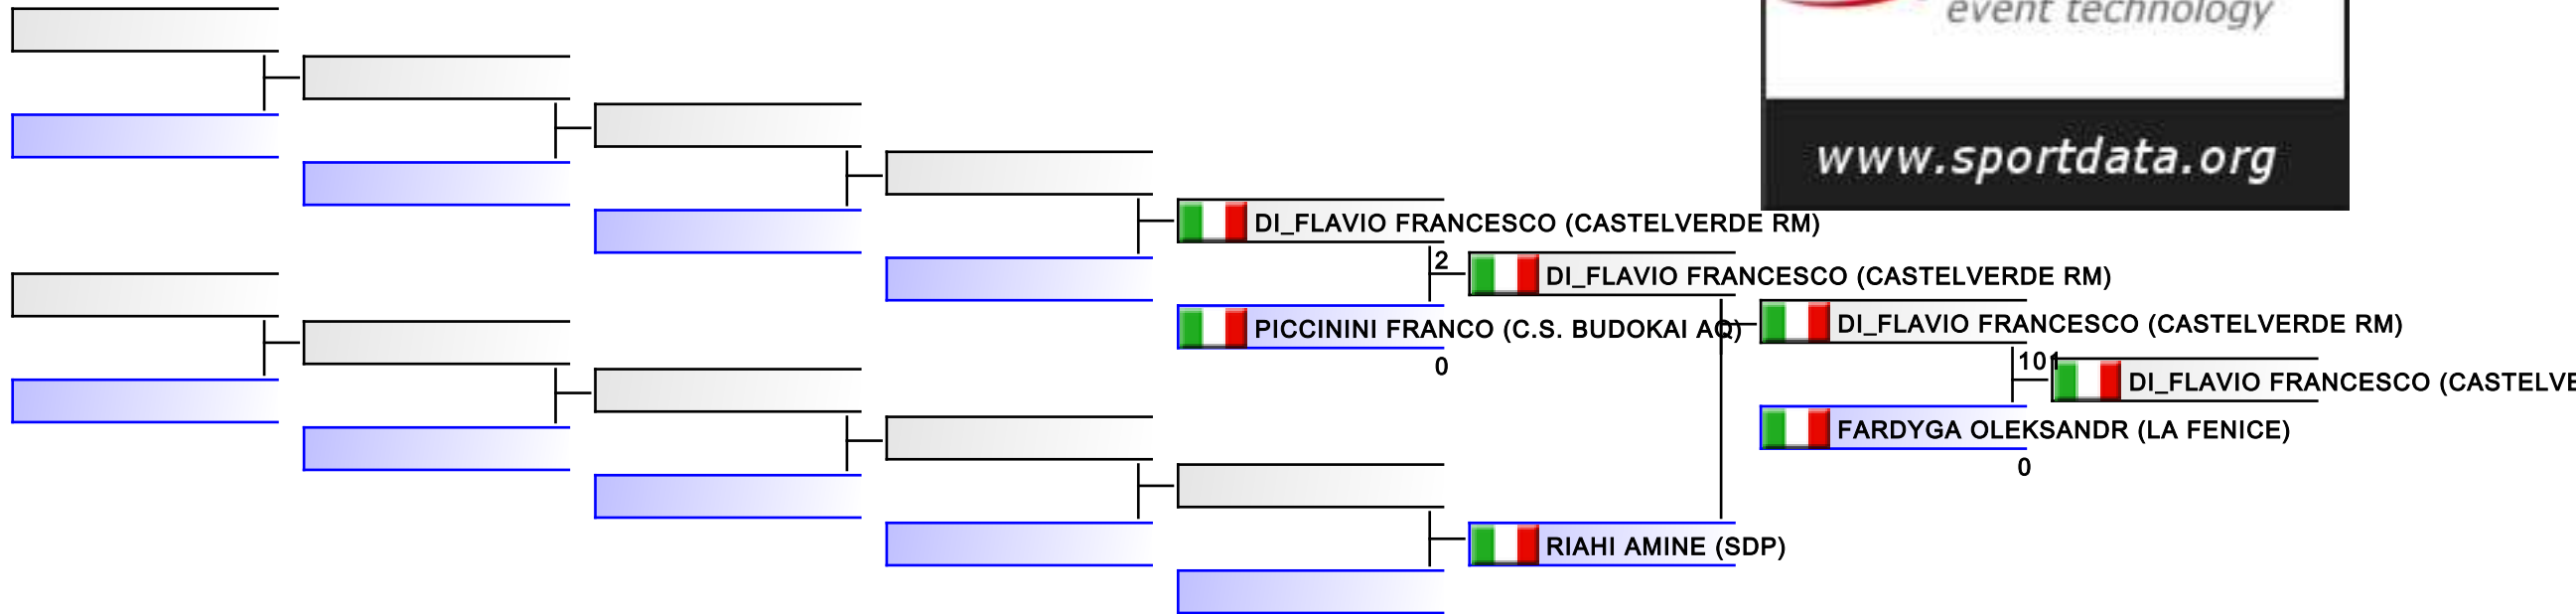 event technology
www.sportdata.org
DI_FLAVIO FRANCESCO (CASTELVERDE RM)
2
DI_FLAVIO FRANCESCO (CASTELVERDE RM)
PICCININI FRANCO (C.S. BUDOKAI AQ)
DI_FLAVIO FRANCESCO (CASTELVERDE RM)
0
101
DI_FLAVIO FRANCESCO (CASTELVE
FARDYGA OLEKSANDR (LA FENICE)
0
RIAHI AMINE (SDP)